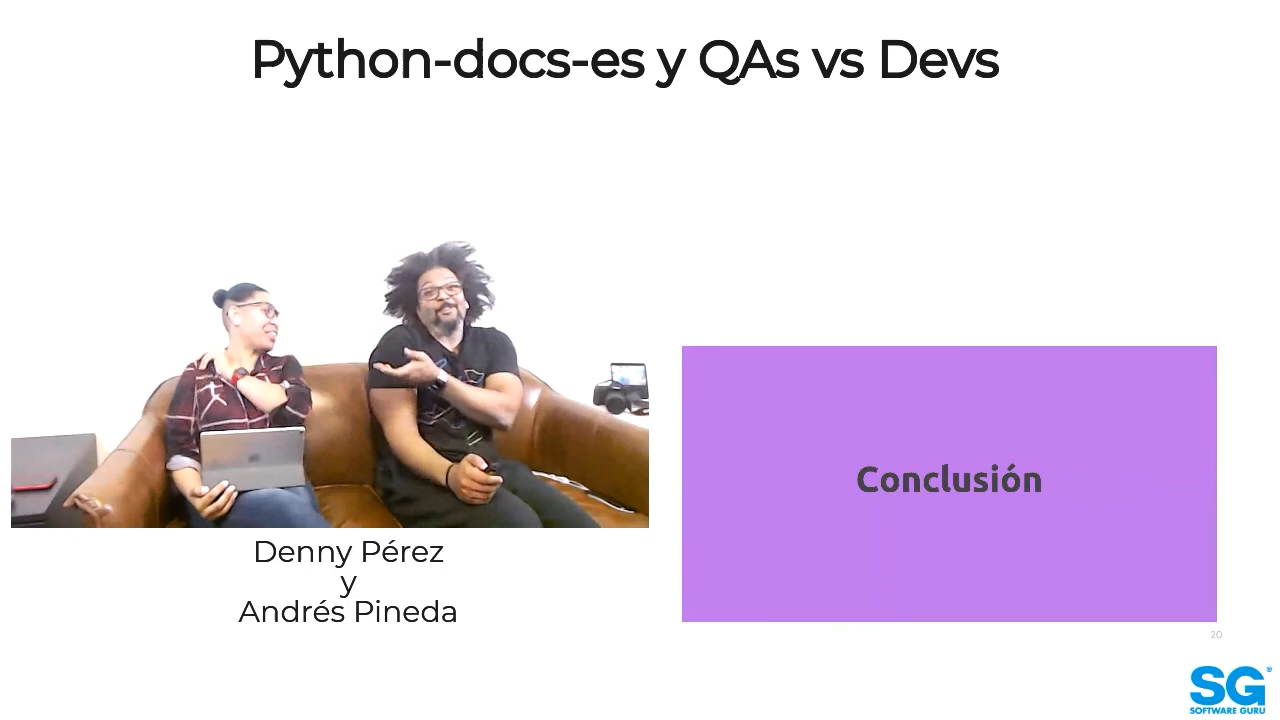 Python-docs-es y QAs vs Devs
Denny Pérez
y
Andrés Pineda
Conclusión
20
SG®
SOFTWARE GURU